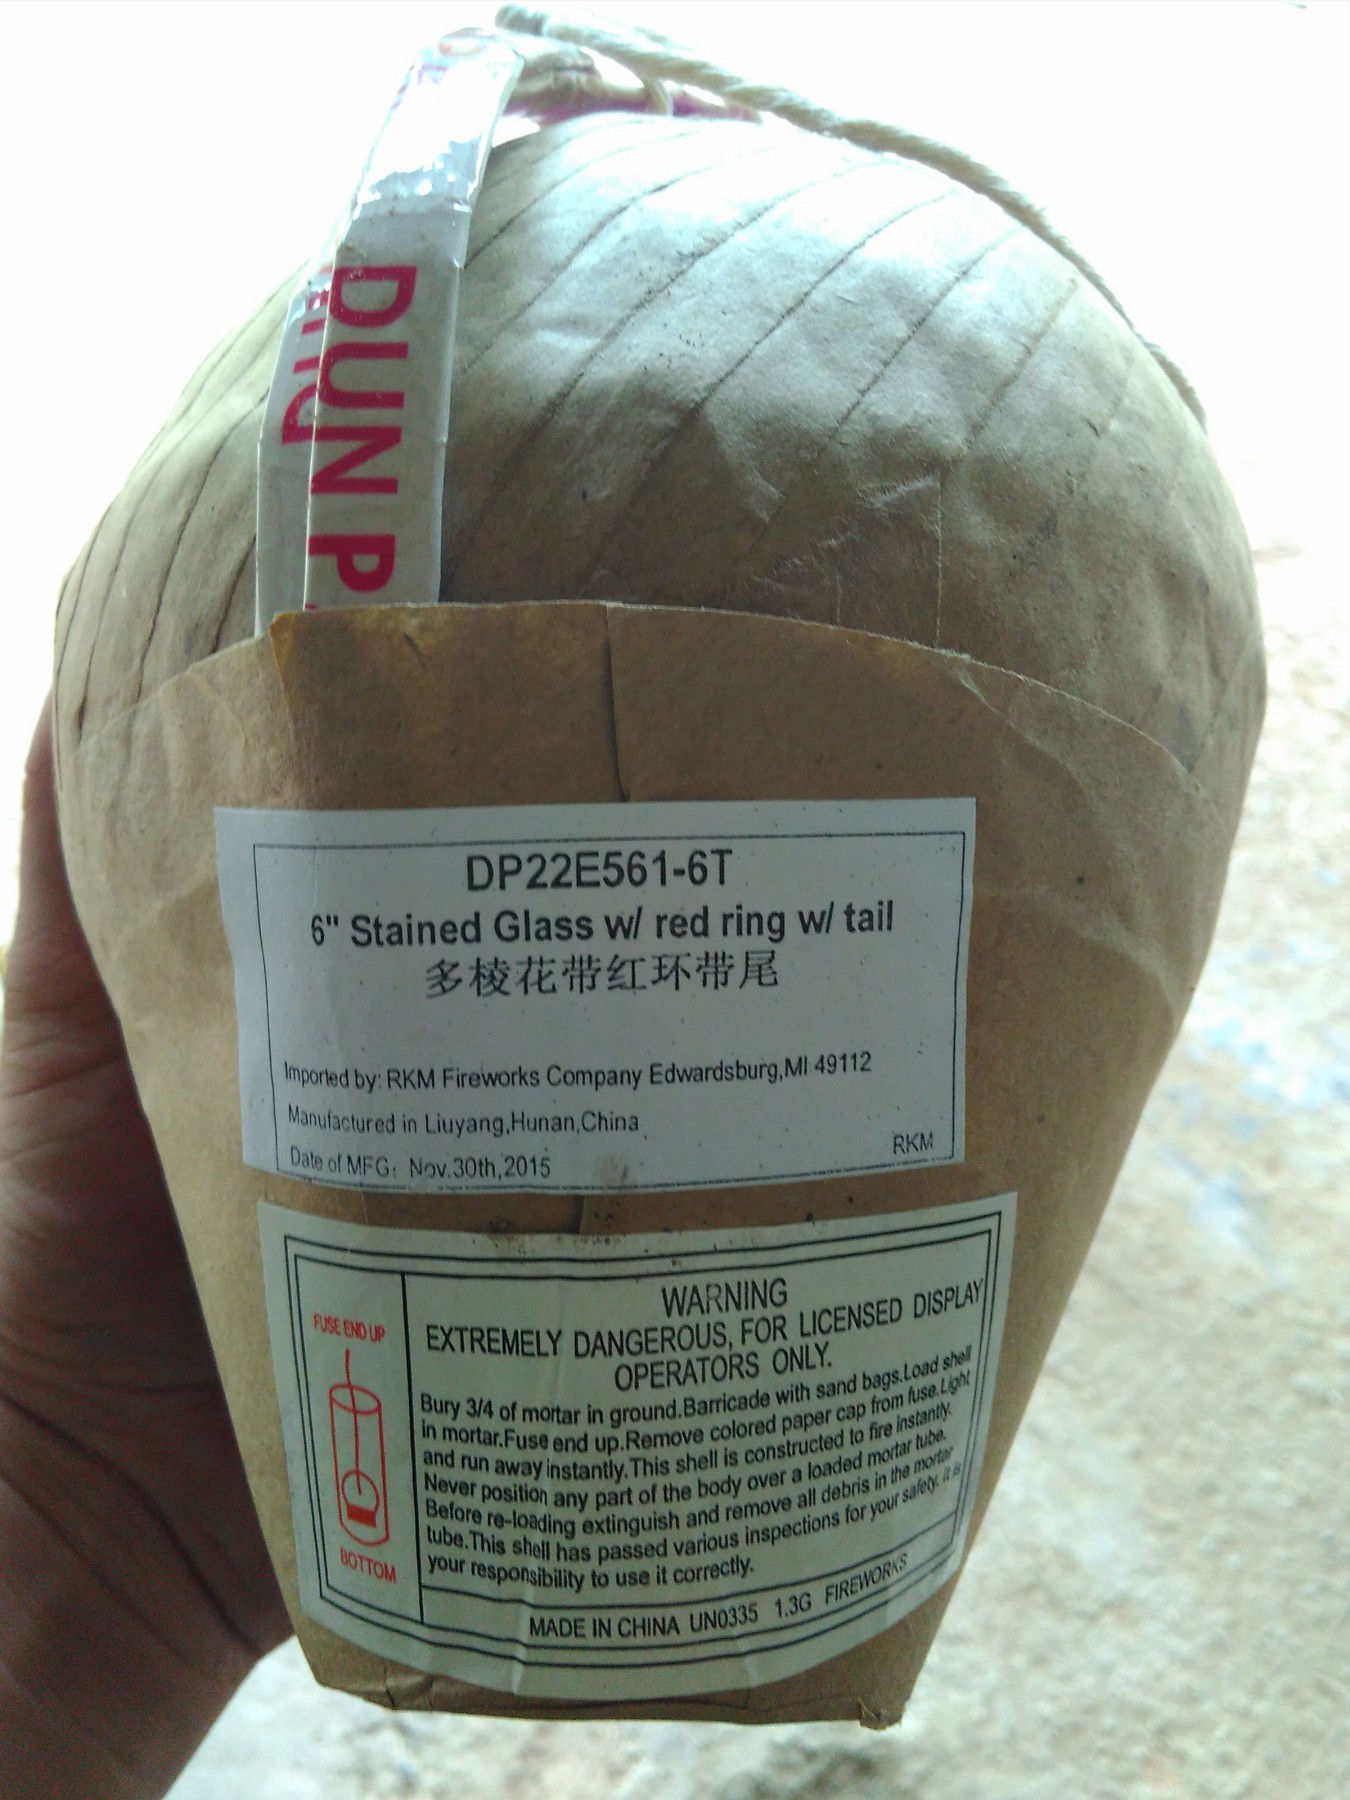 DUN P
DP22E561-6T
6" Stained Glass w/ red ring w/ tail
多棱花带红环带尾
Imported by: RKM Fireworks Company Edwardsburg,MI 49112
Manufactured in Liuyang,Hunan,China
Date of MFG: Nov.30th,2015
RKM
FUSE END UP
BOTTOM
WARNING
EXTREMELY DANGEROUS, FOR LICENSED DISPLAY
OPERATORS ONLY.
Bury 3/4 of mortar in ground.Barricade with sand bags.Load shell
in mortar.Fuse end up.Remove colored paper cap from fuse.Light
and run away instantly.This shell is constructed to fire instantly.
Never position any part of the body over a loaded mortar tube.
Before re-loading extinguish and remove all debris in the mortar
tube.This shell has passed various inspections for your safety. It is
your responsibility to use it correctly.
MADE IN CHINA UN0335 1.3G FIREWORKS